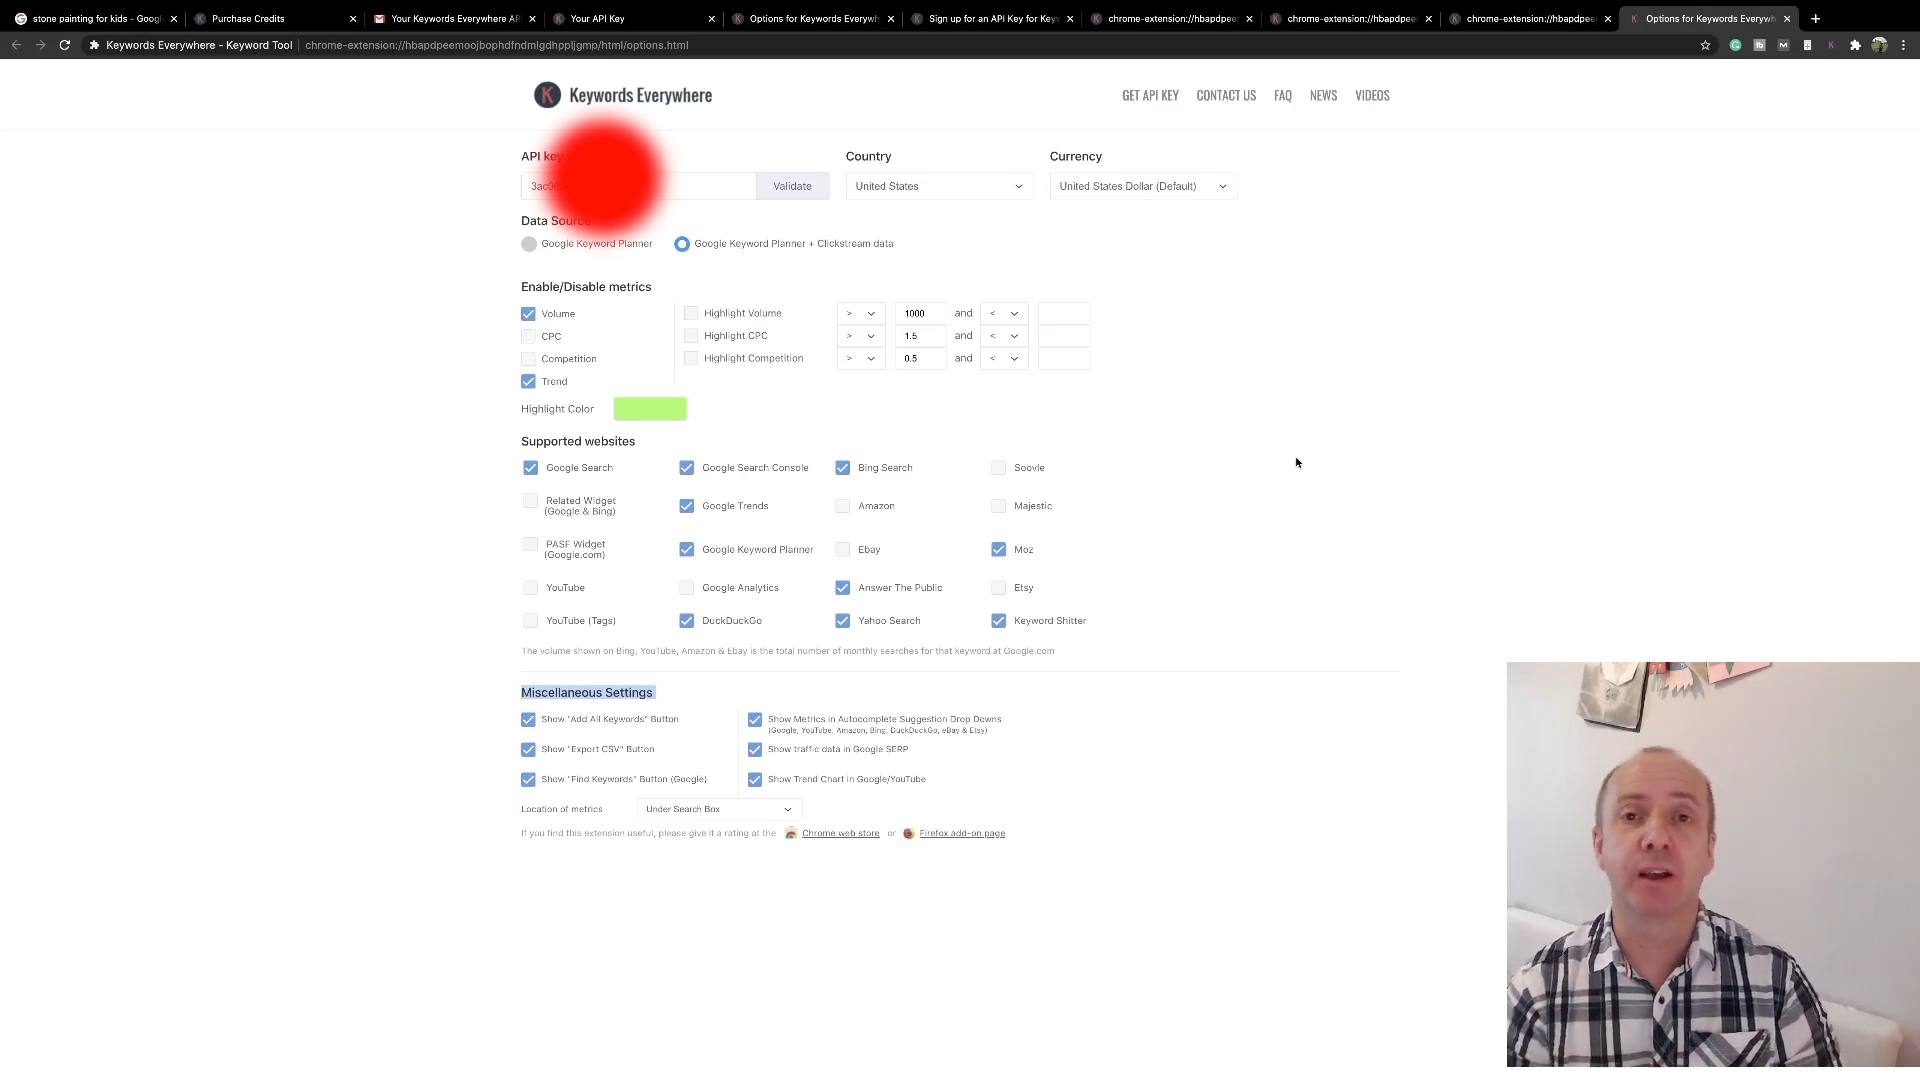 stone painting for kids - Googl
Purchase Credits
Your Keywords Everywhere AP
Your API Key
Options for Keywords Everywh
Sign up for an API Key for Keyw
chrome-extension://hbapdpeem
chrome-extension://hbapdpeem
chrome-extension://hbapdpeem
Options for Keywords Everywh
Keywords Everywhere - Keyword Tool
chrome-extension://hbapdpeemoojbophdfndmlgdhppljgmp/html/options.html
K Keywords Everywhere
GET API KEY CONTACT US FAQ NEWS VIDEOS
API key Country Currency
Validate United States United States Dollar (Default)
Data Source
Google Keyword Planner Google Keyword Planner + Clickstream data
Enable/Disable metrics
Volume Highlight Volume > 1000 and <
CPC Highlight CPC > 1.5 and <
Competition Highlight Competition > 0.5 and <
Trend
Highlight Color
Supported websites
Google Search Google Search Console Bing Search Soovle
Related Widget
(Google & Bing)
Google Trends Amazon Majestic
PASF Widget
(Google.com)
Google Keyword Planner Ebay Moz
YouTube Google Analytics Answer The Public Etsy
YouTube (Tags) DuckDuckGo Yahoo Search Keyword Shitter
The volume shown on Bing, YouTube, Amazon & Ebay is the total number of monthly searches for that keyword at Google.com
Miscellaneous Settings
Show "Add All Keywords" Button Show Metrics in Autocomplete Suggestion Drop Downs
(Google, YouTube, Amazon, Bing, DuckDuckGo, eBay & Etsy)
Show "Export CSV" Button Show traffic data in Google SERP
Show "Find Keywords" Button (Google) Show Trend Chart in Google/YouTube
Location of metrics Under Search Box
If you find this extension useful, please give it a rating at the Chrome web store or Firefox add-on page